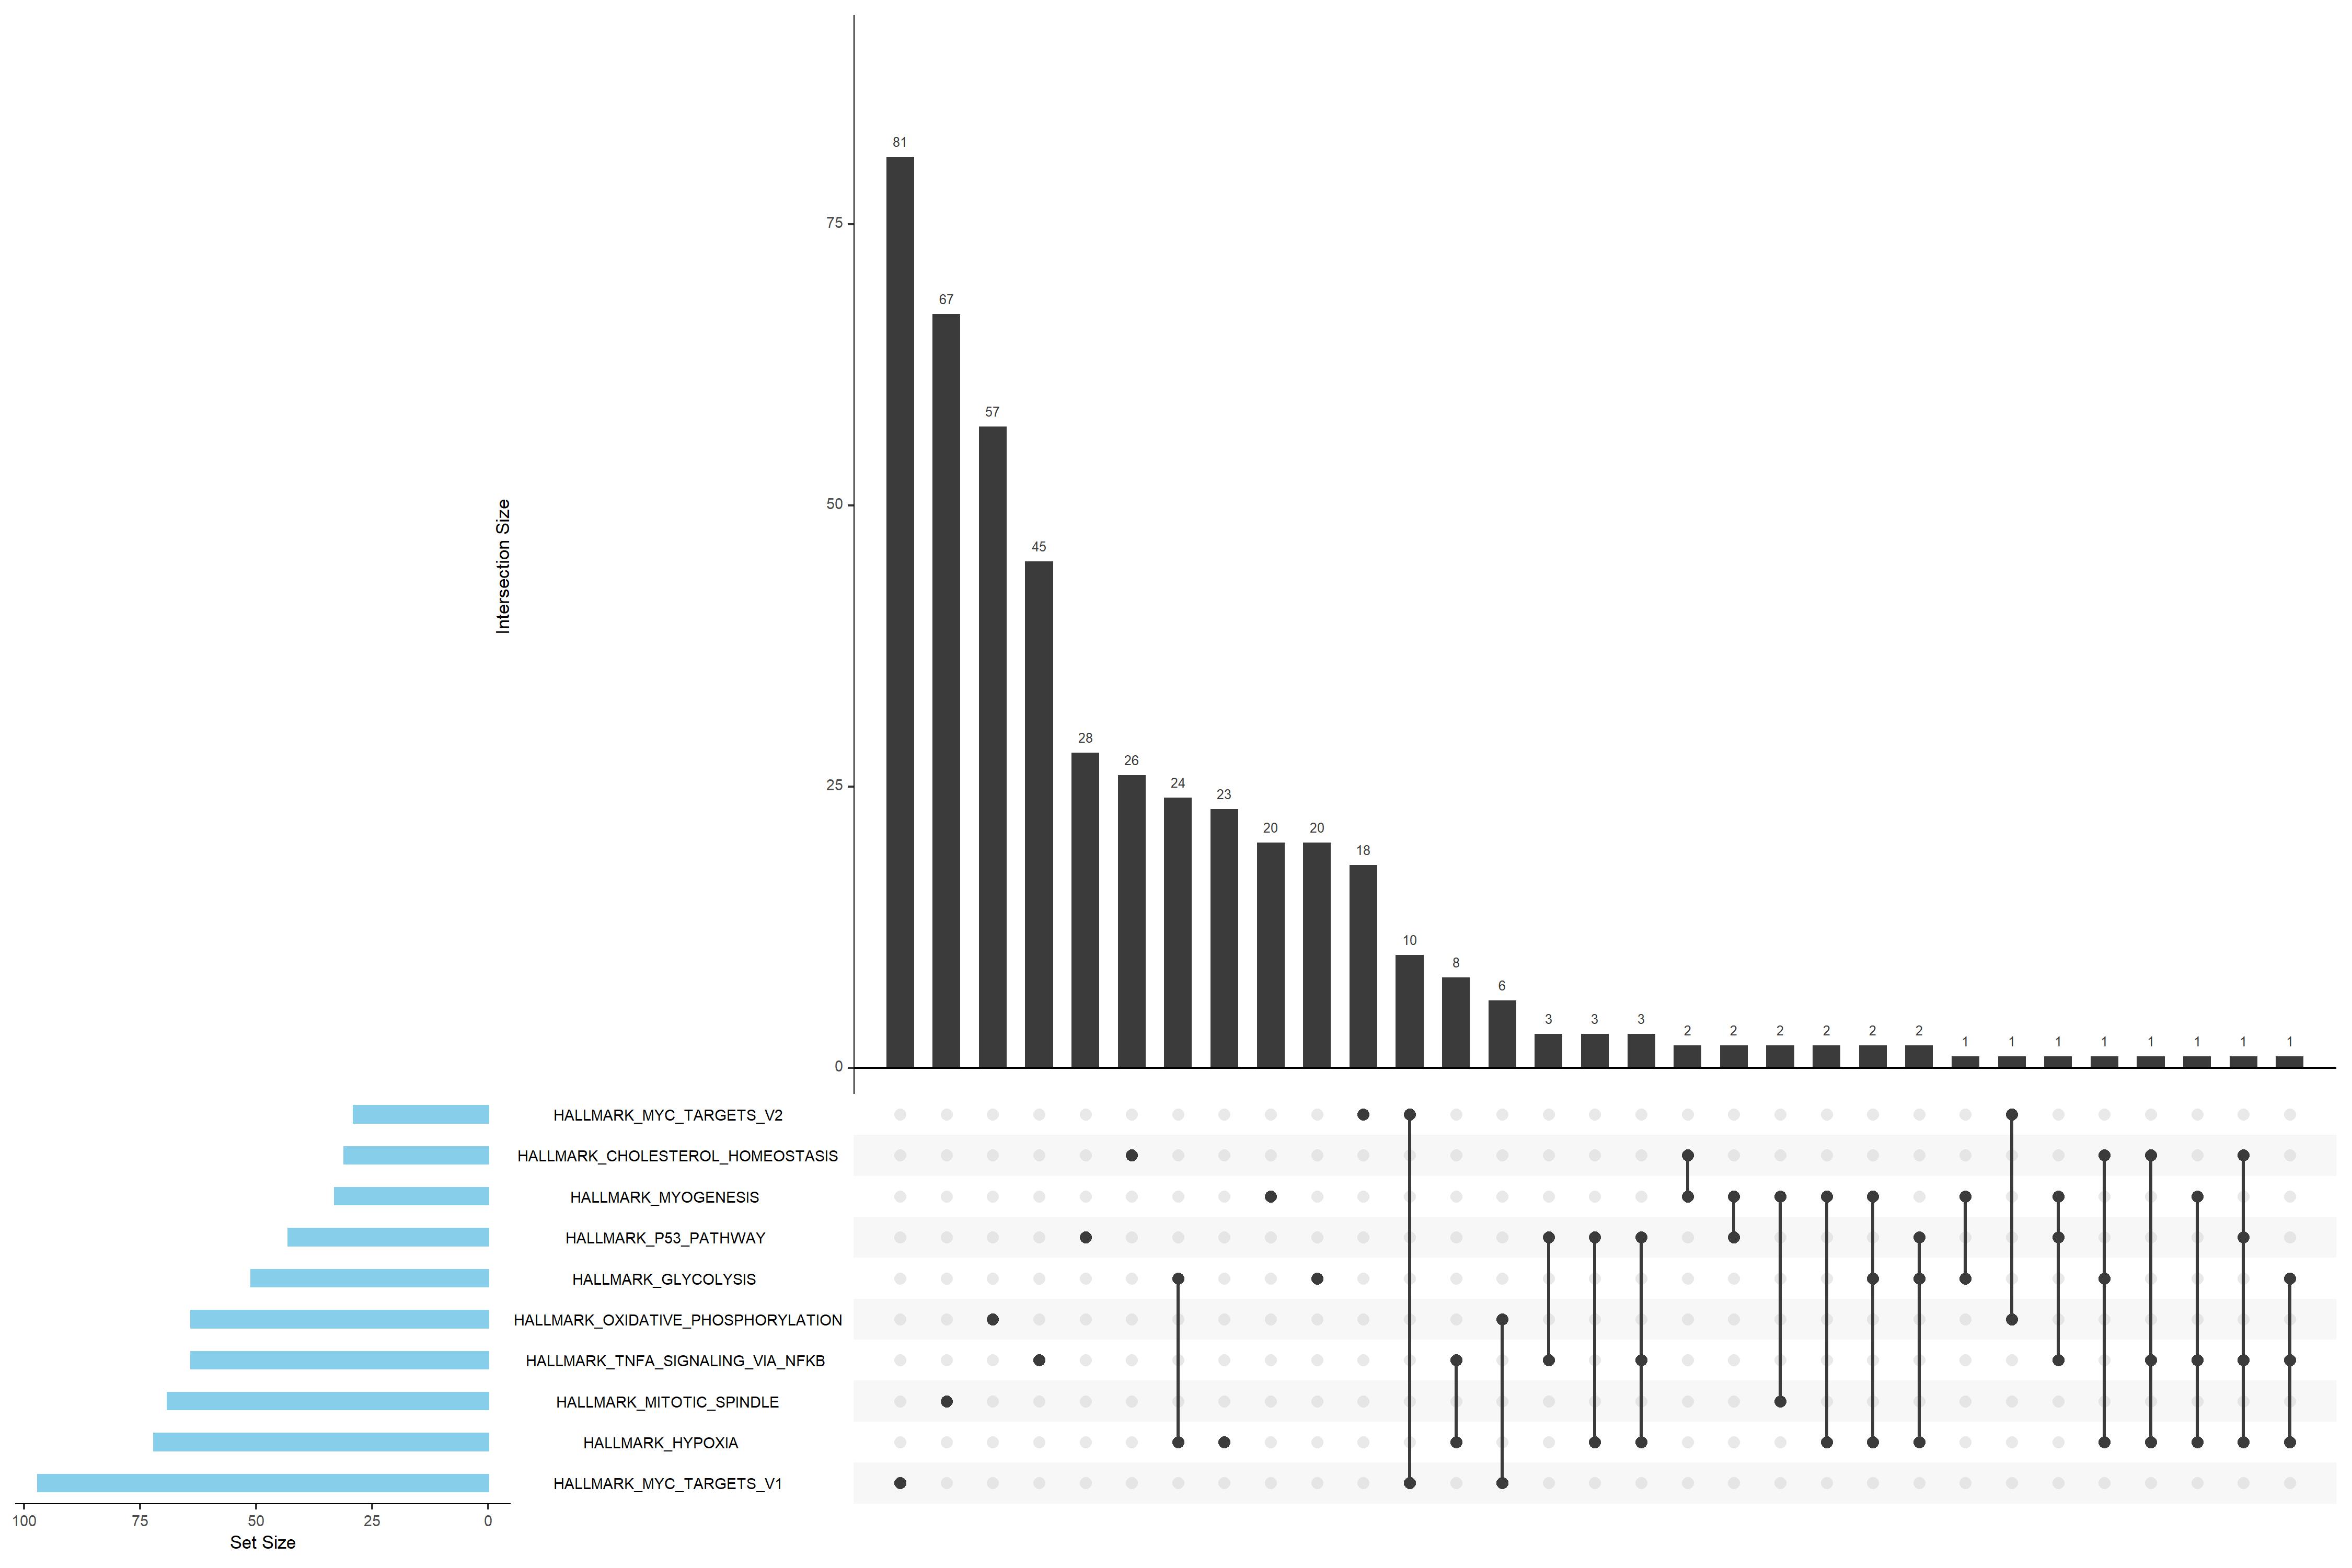 81
67
57
45
28
26
24
23
20
20
18
10
8
6
3
3
3
2
2
2
2
2
2
1
1
1
1
1
1
1
1
75
50
25
0
Intersection Size
HALLMARK_MYC_TARGETS_V2
HALLMARK_CHOLESTEROL_HOMEOSTASIS
HALLMARK_MYOGENESIS
HALLMARK_P53_PATHWAY
HALLMARK_GLYCOLYSIS
HALLMARK_OXIDATIVE_PHOSPHORYLATION
HALLMARK_TNFA_SIGNALING_VIA_NFKB
HALLMARK_MITOTIC_SPINDLE
HALLMARK_HYPOXIA
HALLMARK_MYC_TARGETS_V1
100 75 50 25 0
Set Size